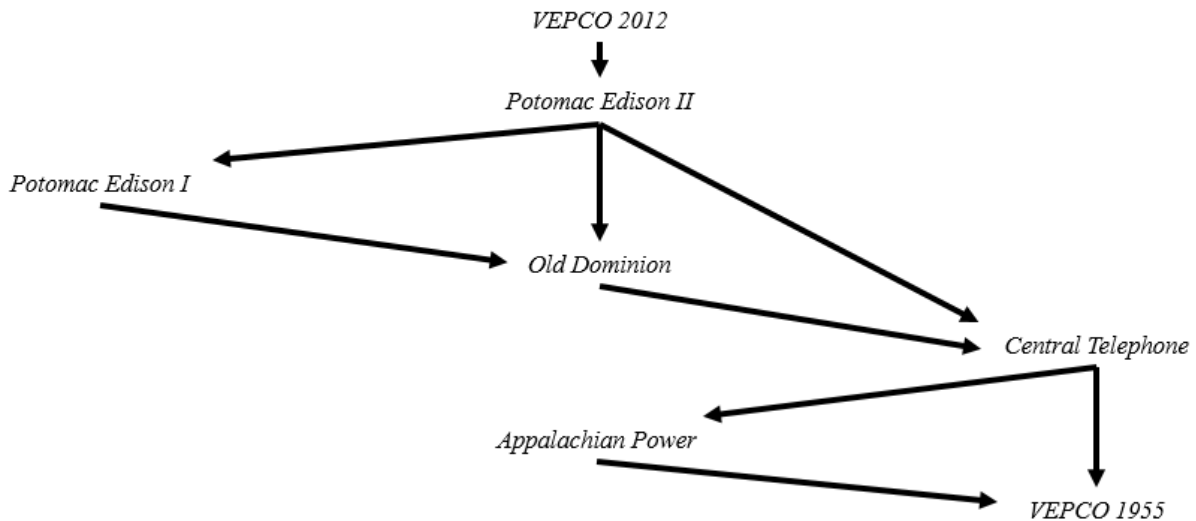 VEPCO 2012
Potomac Edison II
Potomac Edison I
Old Dominion
Central Telephone
Appalachian Power
VEPCO 1955